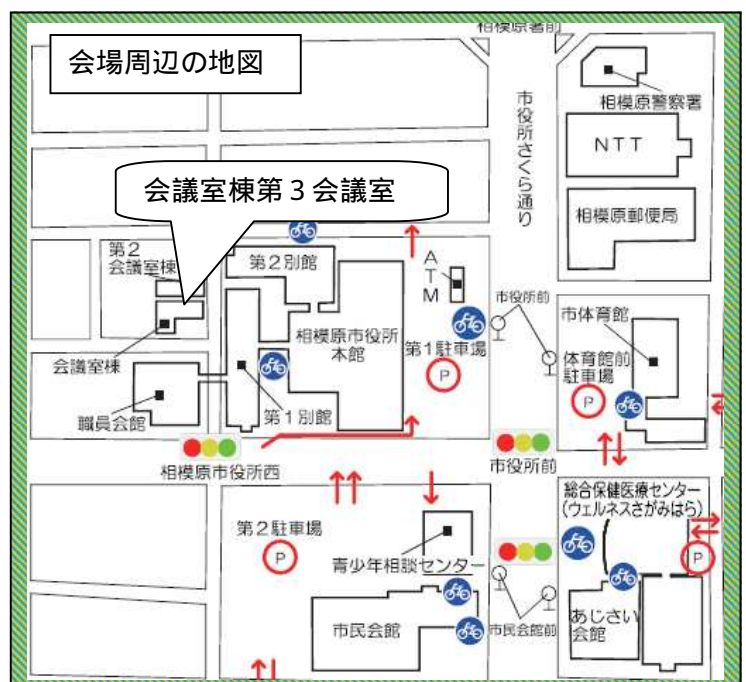 相模原署前
会場周辺の地図
相模原警察署
市役所さくら通り
NTT
会議室棟第３会議室
相模原郵便局
第2
会議室棟
第2別館
ATM
市役所前
市体育館
相模原市役所
本館
第1駐車場
体育館前
駐車場
P
P
会議室棟
職員会館
第1別館
相模原市役所西
市役所前
総合保健医療センター
(ウェルネスさがみはら)
第2駐車場
P
青少年相談センター
P
市民会館
市民会館前
あじさい
会館